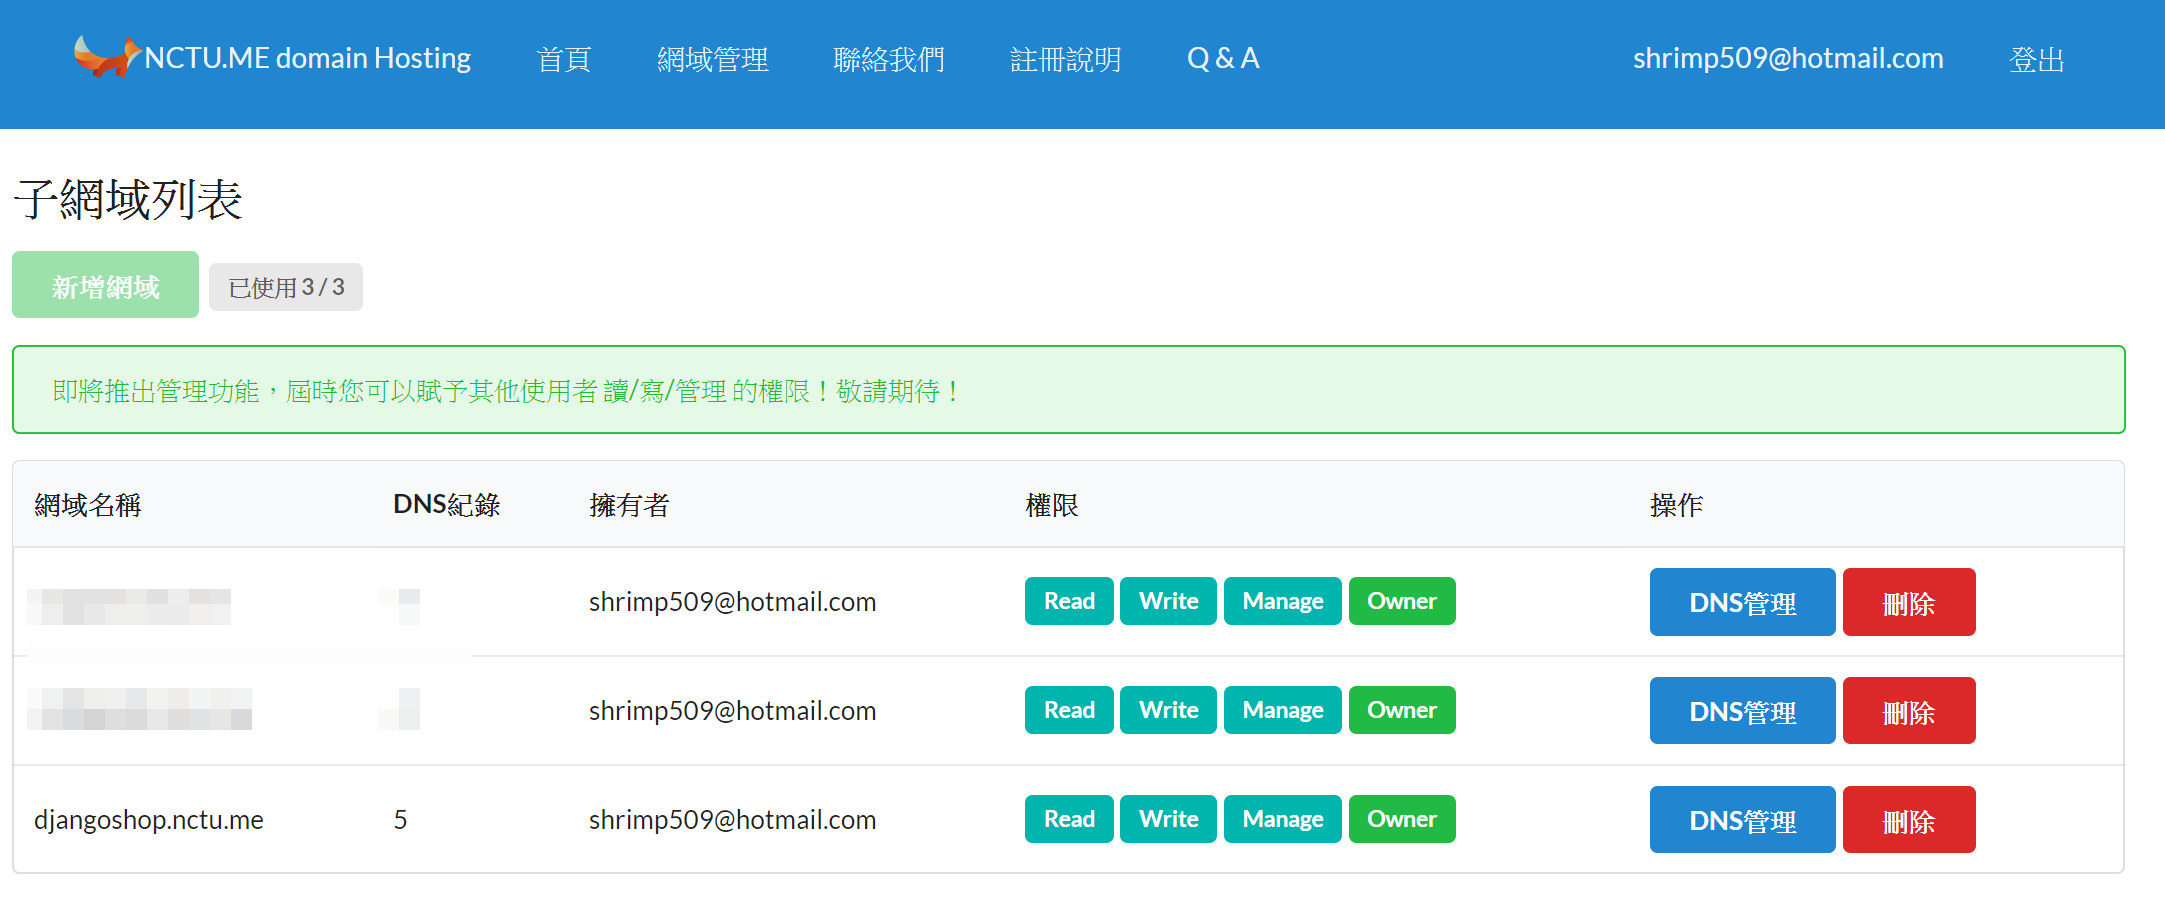 NCTU.ME domain Hosting 首頁 網域管理 聯絡我們 註冊說明 Q & A shrimp509@hotmail.com 登出
子網域列表
新增網域 已使用 3 / 3
即將推出管理功能，屆時您可以賦予其他使用者 讀/寫/管理 的權限！敬請期待！
網域名稱 DNS紀錄 擁有者 權限 操作
shrimp509@hotmail.com Read Write Manage Owner DNS管理 刪除
shrimp509@hotmail.com Read Write Manage Owner DNS管理 刪除
djangoshop.nctu.me 5 shrimp509@hotmail.com Read Write Manage Owner DNS管理 刪除